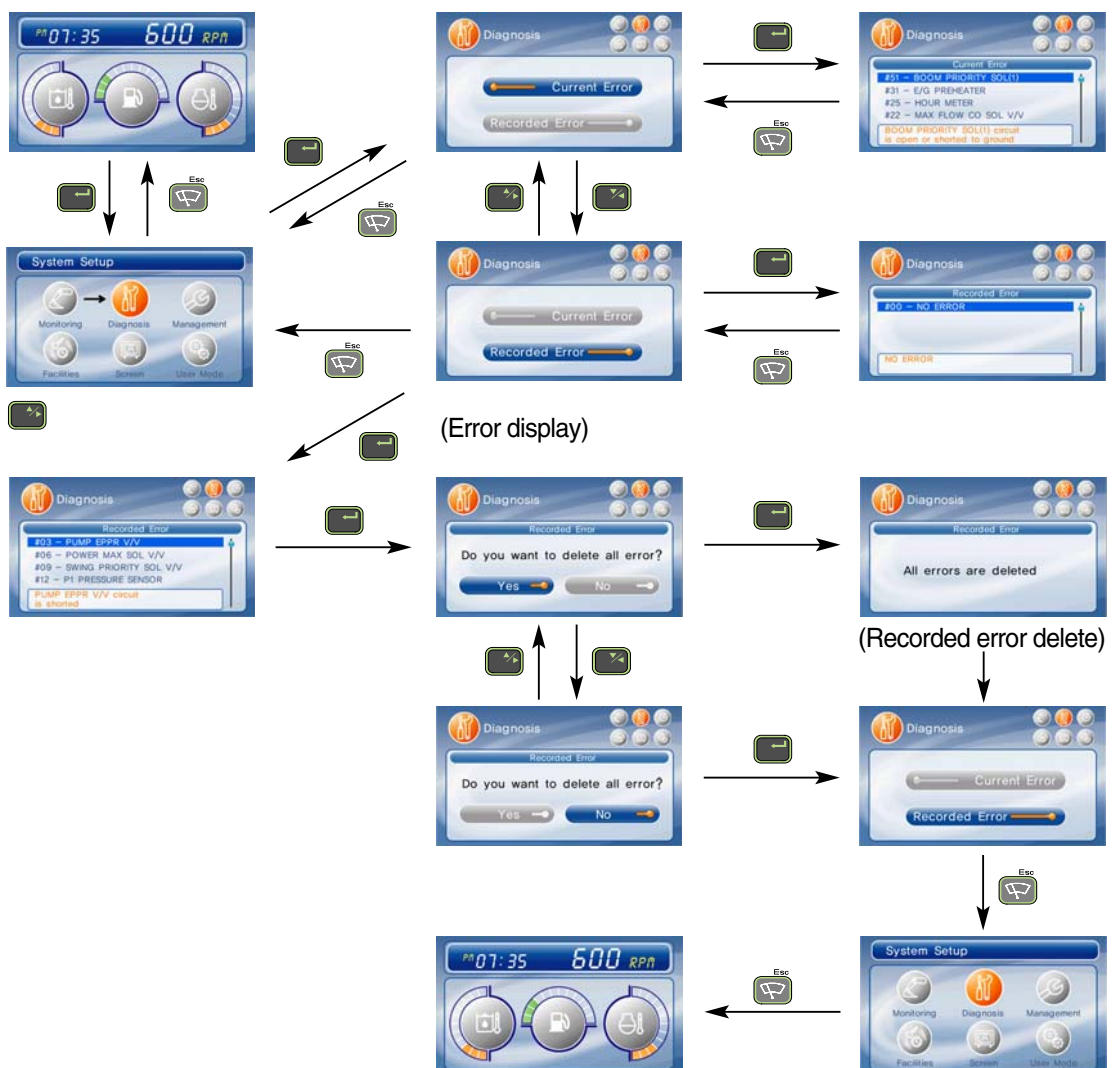 PM 07:35 600 RPM
Esc
System Setup
Monitoring Diagnosis Management
Facilities Screen User Mode
Esc
Diagnosis
Current Error
Recorded Error
Esc
Diagnosis
Current Error
#51 - BOOM PRIORITY SOL(1)
#31 - E/G PREHEATER
#25 - HOUR METER
#22 - MAX FLOW CO SOL V/V
BOOM PRIORITY SOL(1) circuit
is open or shorted to ground
Diagnosis
Current Error
Recorded Error
Esc
Esc
Diagnosis
Recorded Error
#00 - NO ERROR
NO ERROR
(Error display)
Diagnosis
Recorded Error
#03 - PUMP EPPR V/V
#06 - POWER MAX SOL V/V
#09 - SWING PRIORITY SOL V/V
#12 - P1 PRESSURE SENSOR
PUMP EPPR V/V circuit
is shorted
Diagnosis
Recorded Error
Do you want to delete all error?
Yes No
Diagnosis
Recorded Error
All errors are deleted
(Recorded error delete)
Diagnosis
Recorded Error
Do you want to delete all error?
Yes No
Diagnosis
Current Error
Recorded Error
Esc
System Setup
Monitoring Diagnosis Management
Facilities Screen User Mode
Esc
PM 07:35 600 RPM